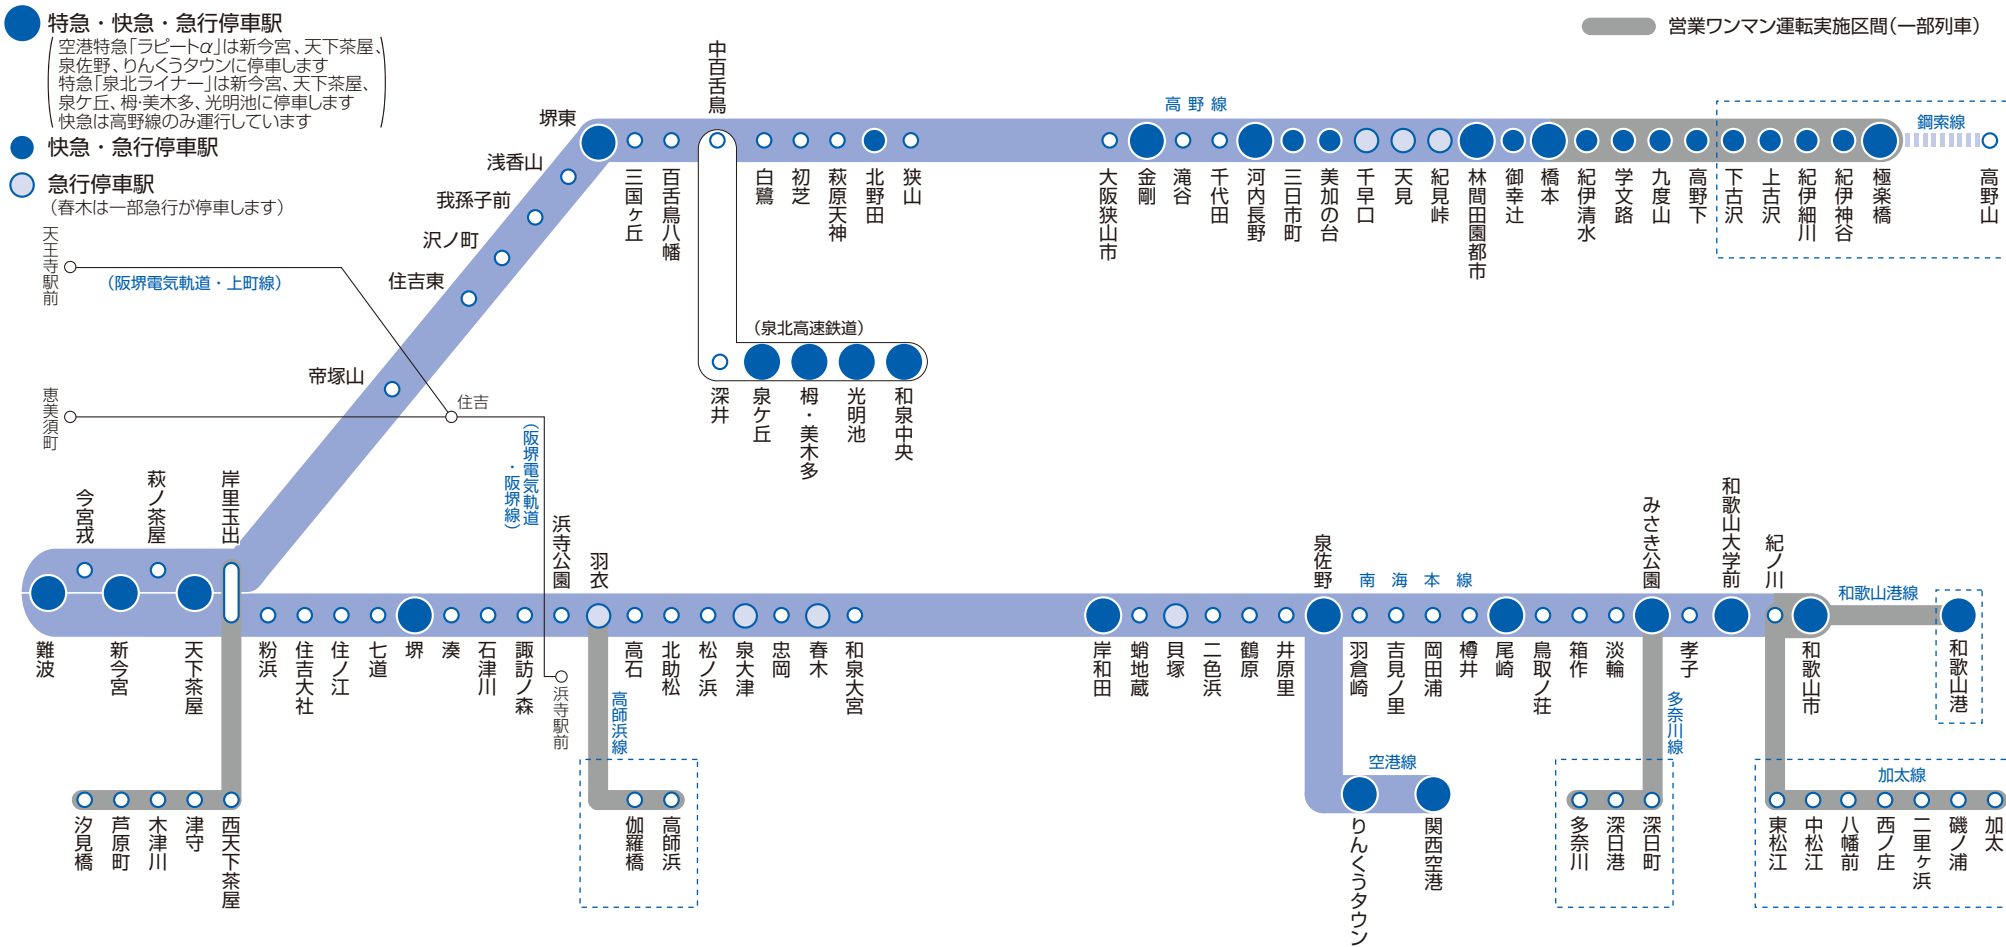 特急・快急・急行停車駅
空港特急「ラピートα」は新今宮、天下茶屋、
泉佐野、りんくうタウンに停車します
特急「泉北ライナー」は新今宮、天下茶屋、
泉ケ丘、栂・美木多、光明池に停車します
快急は高野線のみ運行しています
快急・急行停車駅
急行停車駅
（春木は一部急行が停車します）
営業ワンマン運転実施区間（一部列車）
高野線
鋼索線
堺東
浅香山
我孫子前
沢ノ町
住吉東
帝塚山
三国ヶ丘
百舌鳥八幡
中百舌鳥
白鷺
初芝
萩原天神
北野田
狭山
大阪狭山市
金剛
滝谷
千代田
河内長野
三日市町
美加の台
千早口
天見
紀見峠
林間田園都市
御幸辻
橋本
紀伊清水
学文路
九度山
高野下
下古沢
上古沢
紀伊細川
紀伊神谷
極楽橋
高野山
（泉北高速鉄道）
深井
泉ケ丘
栂・美木多
光明池
和泉中央
天王寺駅前
（阪堺電気軌道・上町線）
恵美須町
住吉
（阪堺電気軌道
・阪堺線）
浜寺駅前
今宮戎
萩ノ茶屋
岸里玉出
難波
新今宮
天下茶屋
粉浜
住吉大社
住ノ江
七道
堺
湊
石津川
諏訪ノ森
浜寺公園
羽衣
高石
北助松
松ノ浜
泉大津
忠岡
春木
和泉大宮
岸和田
蛸地蔵
貝塚
二色浜
鶴原
井原里
泉佐野
南海本線
羽倉崎
吉見ノ里
岡田浦
樽井
尾崎
鳥取ノ荘
箱作
淡輪
みさき公園
孝子
和歌山大学前
紀ノ川
和歌山市
和歌山港線
和歌山港
汐見橋
芦原町
木津川
津守
西天下茶屋
高師浜線
伽羅橋
高師浜
空港線
りんくうタウン
関西空港
多奈川線
多奈川
深日港
深日町
加太線
東松江
中松江
八幡前
西ノ庄
二里ヶ浜
磯ノ浦
加太